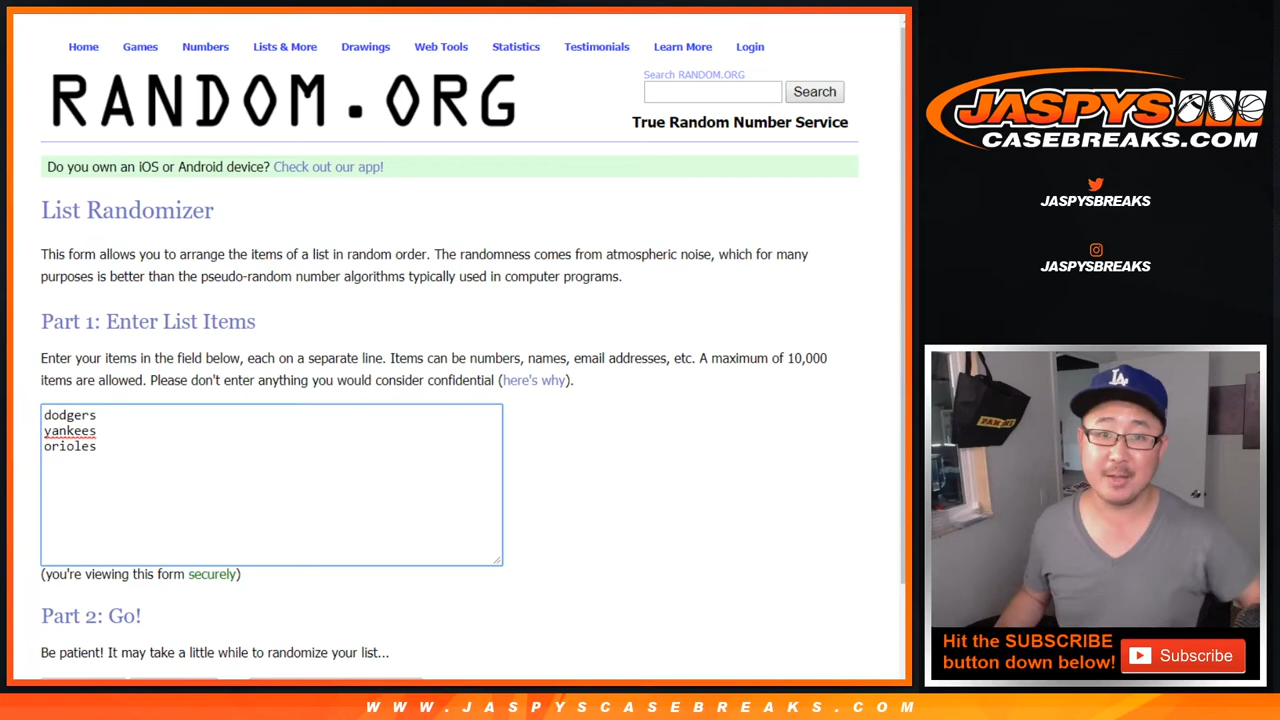 Home Games Numbers Lists & More Drawings Web Tools Statistics Testimonials Learn More Login
RANDOM.ORG
Search RANDOM.ORG
Search
True Random Number Service
Do you own an iOS or Android device? Check out our app!
List Randomizer
This form allows you to arrange the items of a list in random order. The randomness comes from atmospheric noise, which for many
purposes is better than the pseudo-random number algorithms typically used in computer programs.
Part 1: Enter List Items
Enter your items in the field below, each on a separate line. Items can be numbers, names, email addresses, etc. A maximum of 10,000
items are allowed. Please don't enter anything you would consider confidential (here's why).
dodgers
yankees
orioles
(you're viewing this form securely)
Part 2: Go!
Be patient! It may take a little while to randomize your list...
JASPYS
CASEBREAKS.COM
JASPYSBREAKS
JASPYSBREAKS
LA
PANINI
Hit the SUBSCRIBE
button down below!
Subscribe
WWW.JASPYSCASEBREAKS.COM